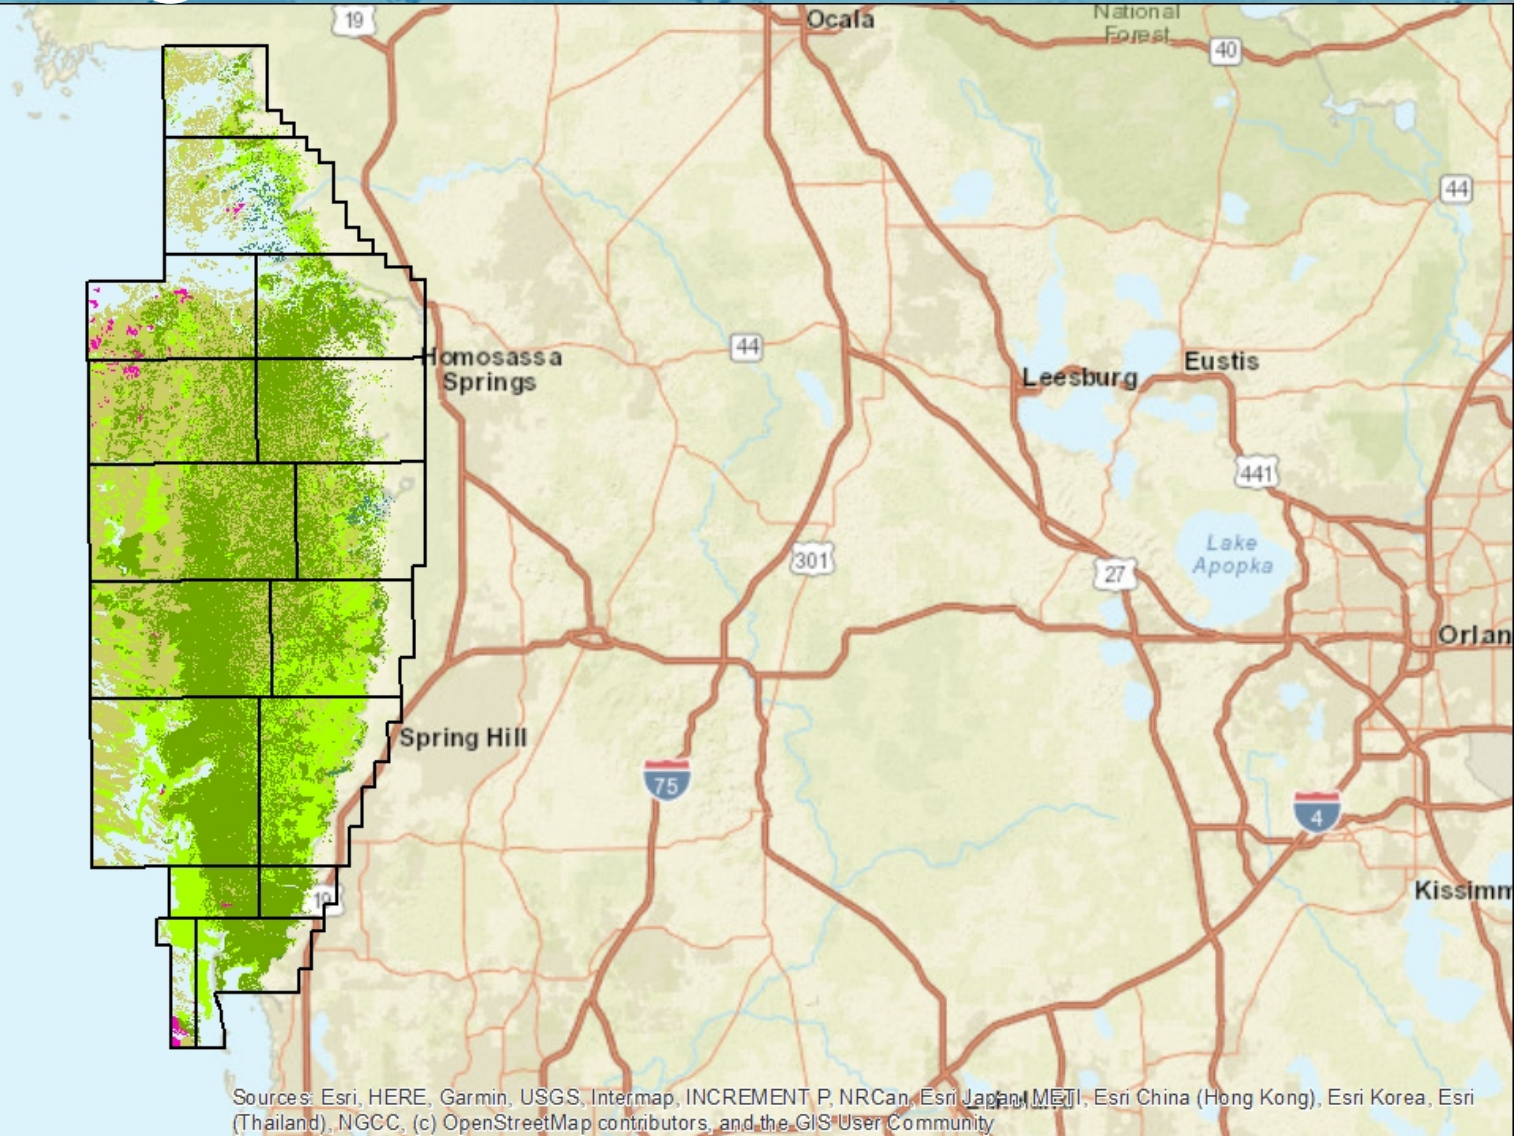 19
Ocala
National
Forest
40
44
44
Homosassa
Springs
Leesburg
Eustis
441
301
27
Lake
Apopka
Orlan
Spring Hill
75
4
19
Kissimm
Sources: Esri, HERE, Garmin, USGS, Intermap, INCREMENT P, NRCan, Esri Japan, METI, Esri China (Hong Kong), Esri Korea, Esri
(Thailand), NGCC, (c) OpenStreetMap contributors, and the GIS User Community